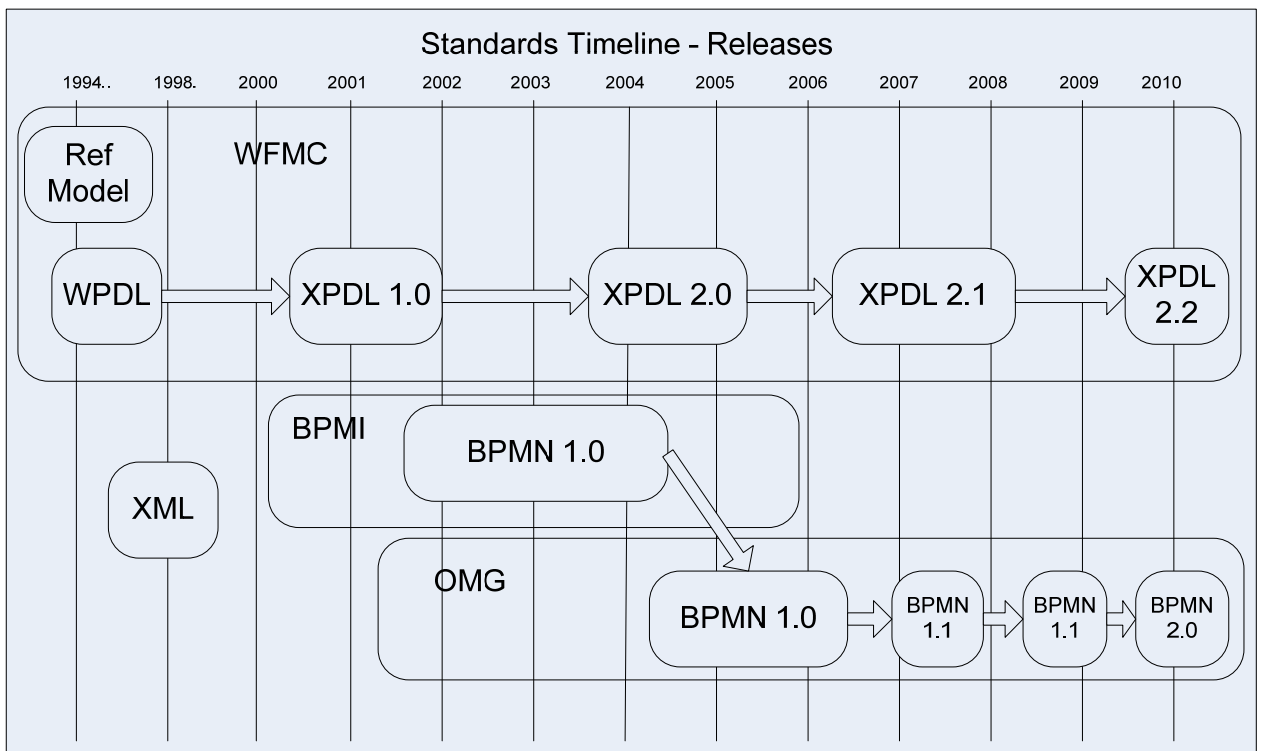 Standards Timeline - Releases
1994.. 1998. 2000 2001 2002 2003 2004 2005 2006 2007 2008 2009 2010
Ref
Model
WFMC
WPDL
XPDL 1.0
XPDL 2.0
XPDL 2.1
XPDL
2.2
BPMI
BPMN 1.0
XML
OMG
BPMN 1.0
BPMN
1.1
BPMN
1.1
BPMN
2.0